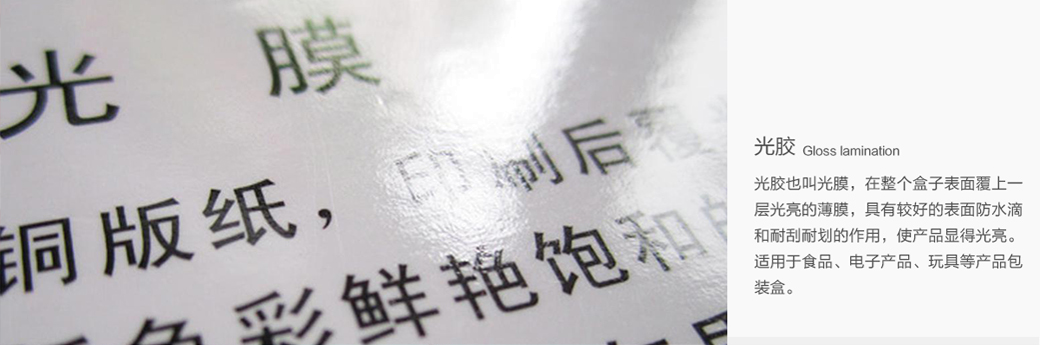 光 膜
铜版纸，印刷后覆
色彩鲜艳饱和的
光胶 Gloss lamination
光胶也叫光膜，在整个盒子表面覆上一
层光亮的薄膜，具有较好的表面防水滴
和耐刮耐划的作用，使产品显得光亮。
适用于食品、电子产品、玩具等产品包
装盒。